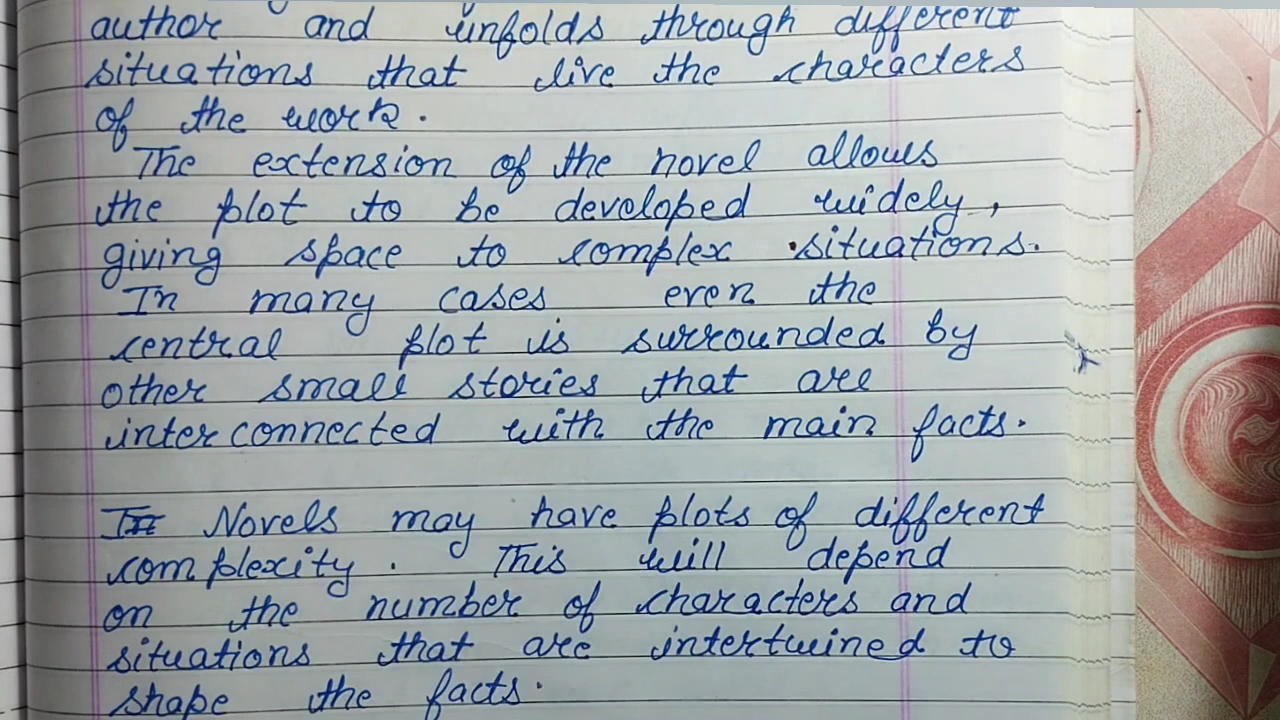 author and unfolds through different
situations that live the characters
of the work.
The extension of the novel allows
the plot to be developed widely,
giving space to complex situations.
In many cases even the
central plot is surrounded by
other small stories that are
interconnected with the main facts.
In Novels may have plots of different
complexity. This will depend
on the number of characters and
situations that are intertwined to
shape the facts.